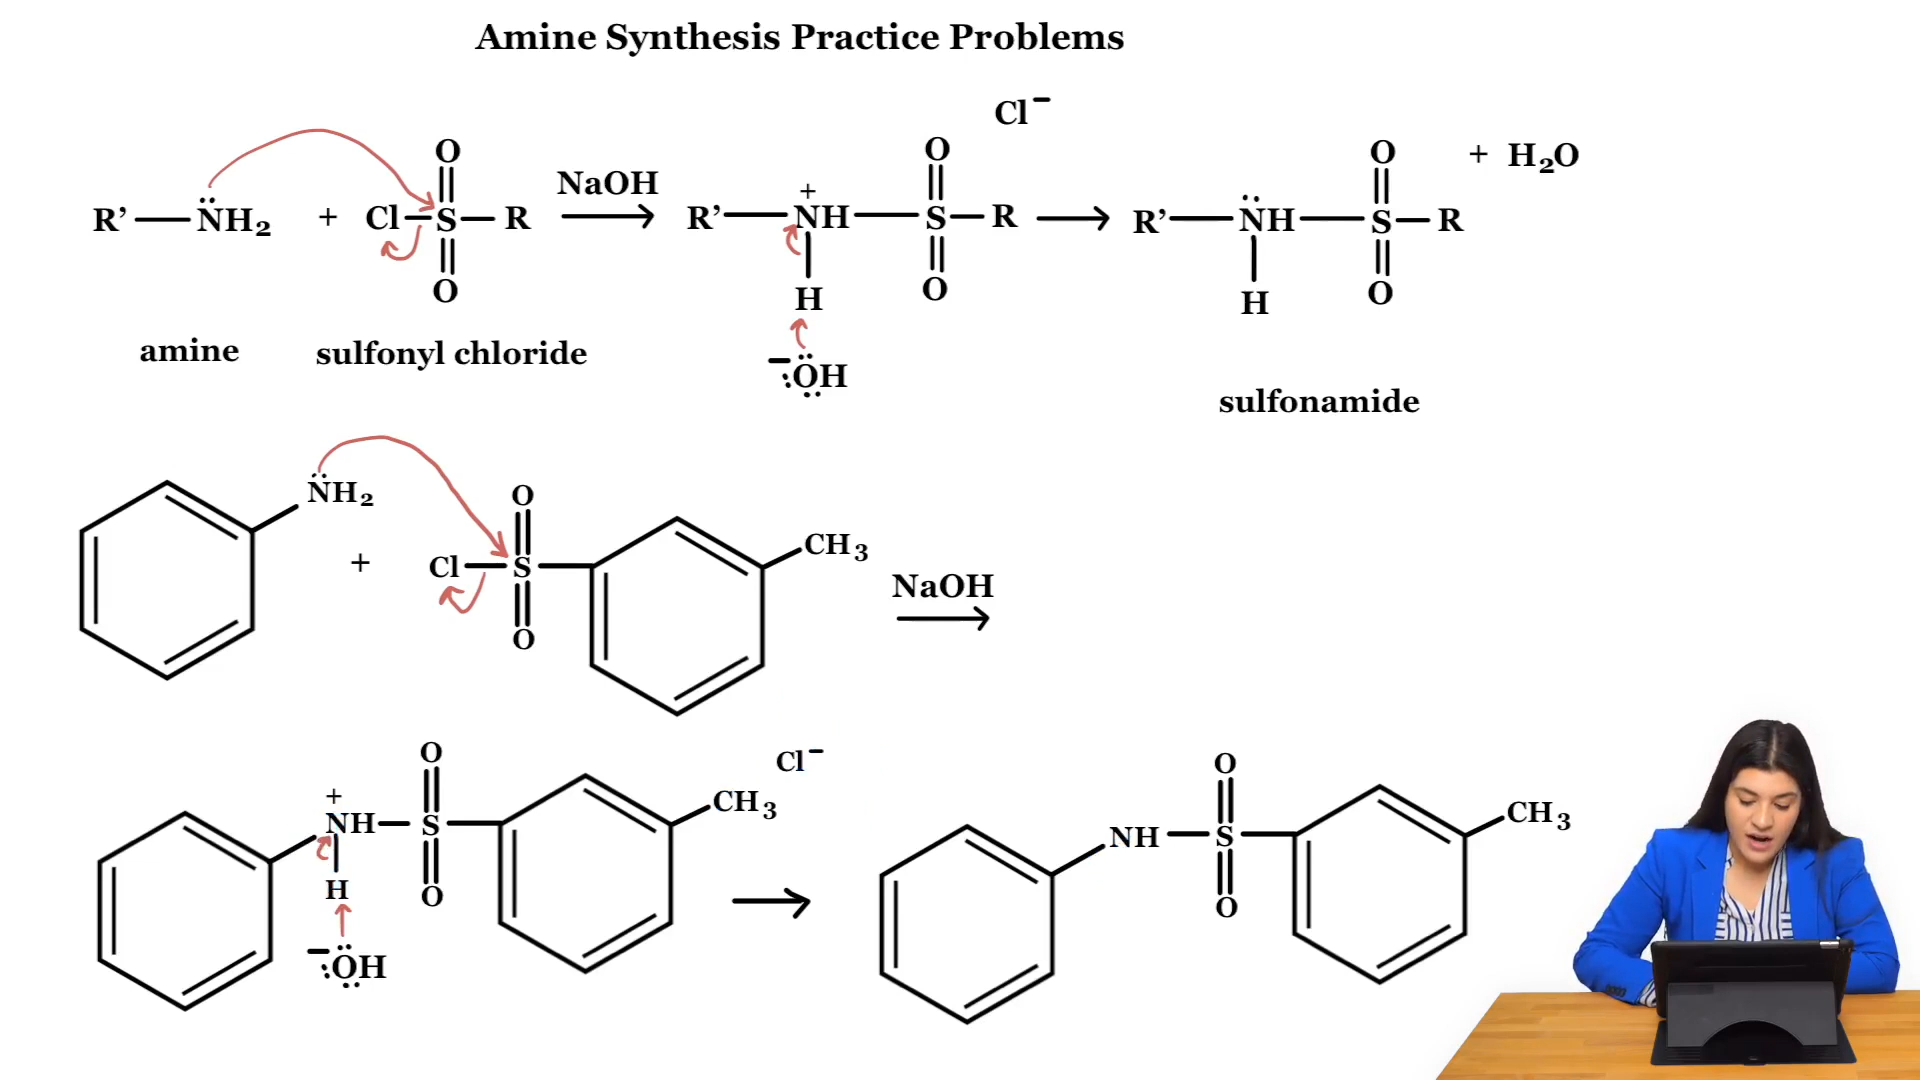 Amine Synthesis Practice Problems
Cl⁻
R' NH₂ + Cl S R NaOH R' NH S R R' NH S R + H₂O
O O O
O O O
+
H H
⁻:OH
amine sulfonyl chloride sulfonamide
NH₂
+ Cl S CH₃ NaOH
O
O
Cl⁻
O
+
NH S CH₃
O
H
⁻:OH
O
NH S CH₃
O